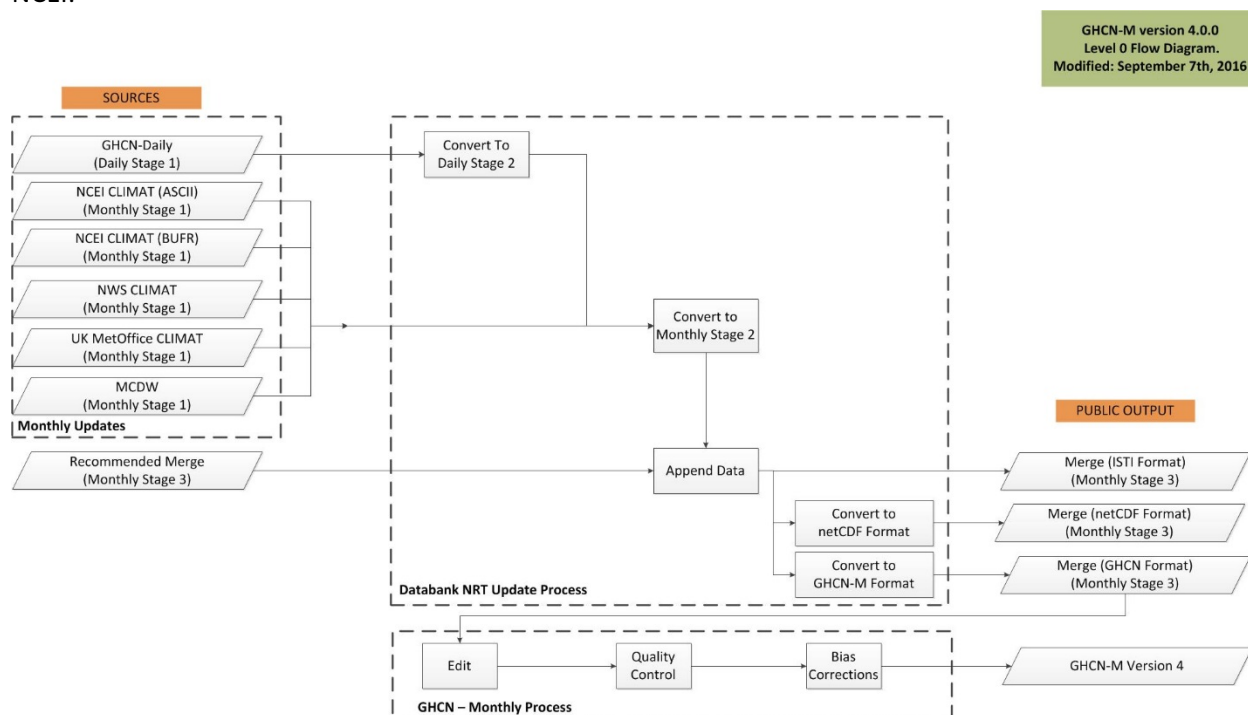 NCEI.
GHCN-M version 4.0.0
Level 0 Flow Diagram.
Modified: September 7th, 2016
SOURCES
GHCN-Daily
(Daily Stage 1)
NCEI CLIMAT (ASCII)
(Monthly Stage 1)
NCEI CLIMAT (BUFR)
(Monthly Stage 1)
NWS CLIMAT
(Monthly Stage 1)
UK MetOffice CLIMAT
(Monthly Stage 1)
MCDW
(Monthly Stage 1)
Monthly Updates
Recommended Merge
(Monthly Stage 3)
Convert To
Daily Stage 2
Convert to
Monthly Stage 2
Append Data
Convert to
netCDF Format
Convert to
GHCN-M Format
Databank NRT Update Process
PUBLIC OUTPUT
Merge (ISTI Format)
(Monthly Stage 3)
Merge (netCDF Format)
(Monthly Stage 3)
Merge (GHCN Format)
(Monthly Stage 3)
Edit
Quality
Control
Bias
Corrections
GHCN-M Version 4
GHCN – Monthly Process